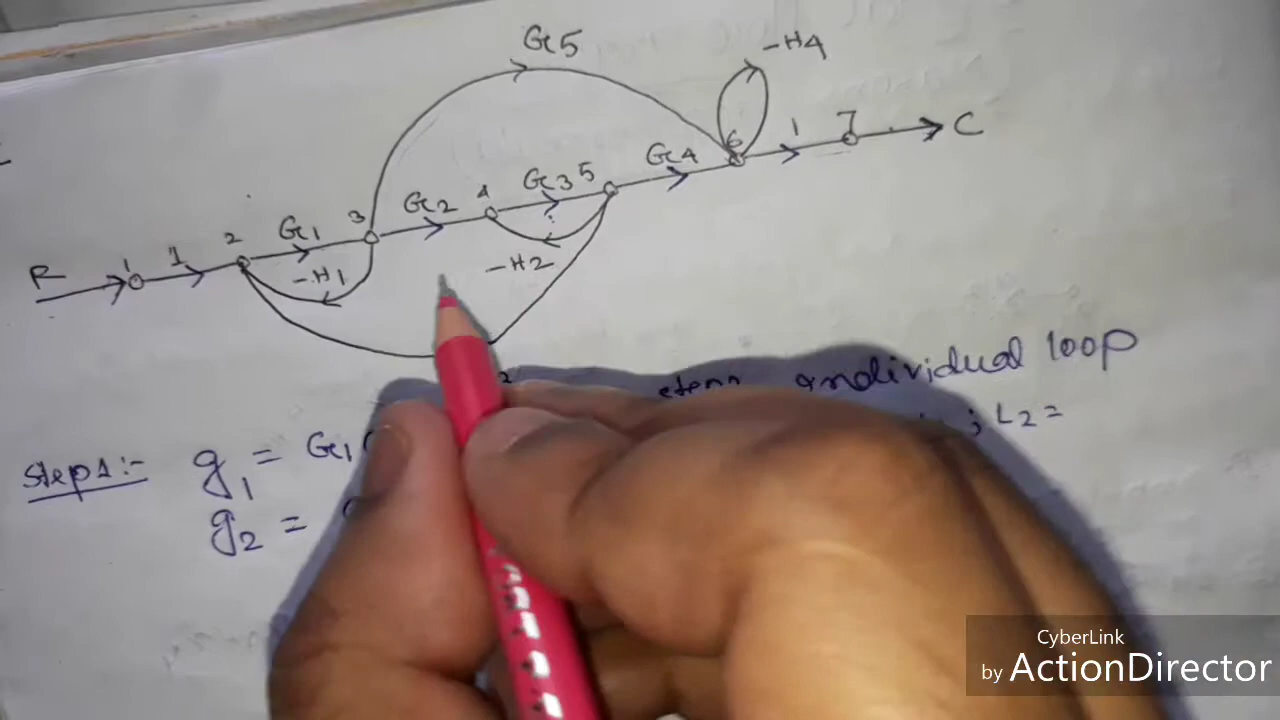 G5
-H4
R 1 1 2 G1 3 G2 4 G3 5 G4 6 1 7 C
-H1
-H2
individual loop
; L2 =
Step1:- g1 = G1
g2 =
CyberLink
by ActionDirector